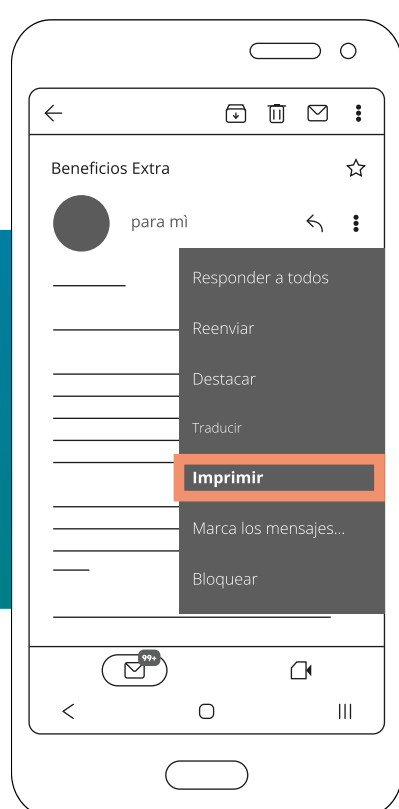 Beneficios Extra
para mì
Responder a todos
Reenviar
Destacar
Traducir
Imprimir
Marca los mensajes...
Bloquear
99+